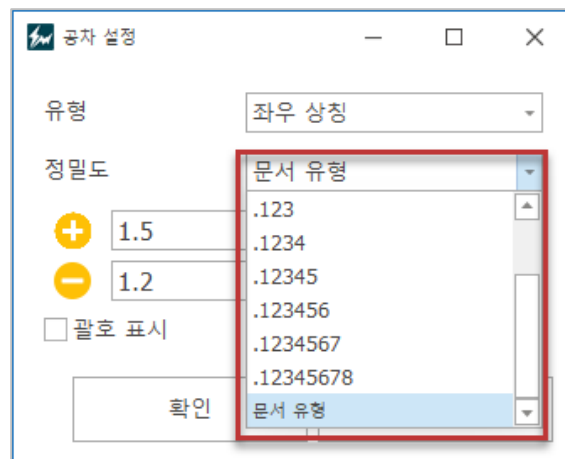 공차 설정
유형
좌우 상칭
정밀도
문서 유형
.123
1.5
.1234
.12345
1.2
.123456
괄호 표시
.1234567
.12345678
확인
문서 유형